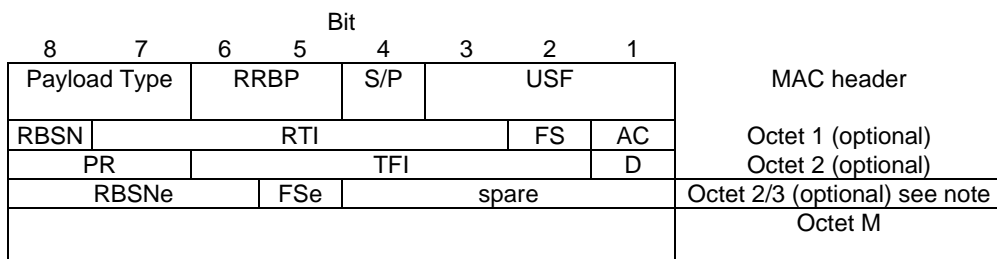 Bit
8 7 6 5 4 3 2 1
Payload Type RRBP S/P USF MAC header
RBSN RTI FS AC Octet 1 (optional)
PR TFI D Octet 2 (optional)
RBSNe FSe spare Octet 2/3 (optional) see note
Octet M